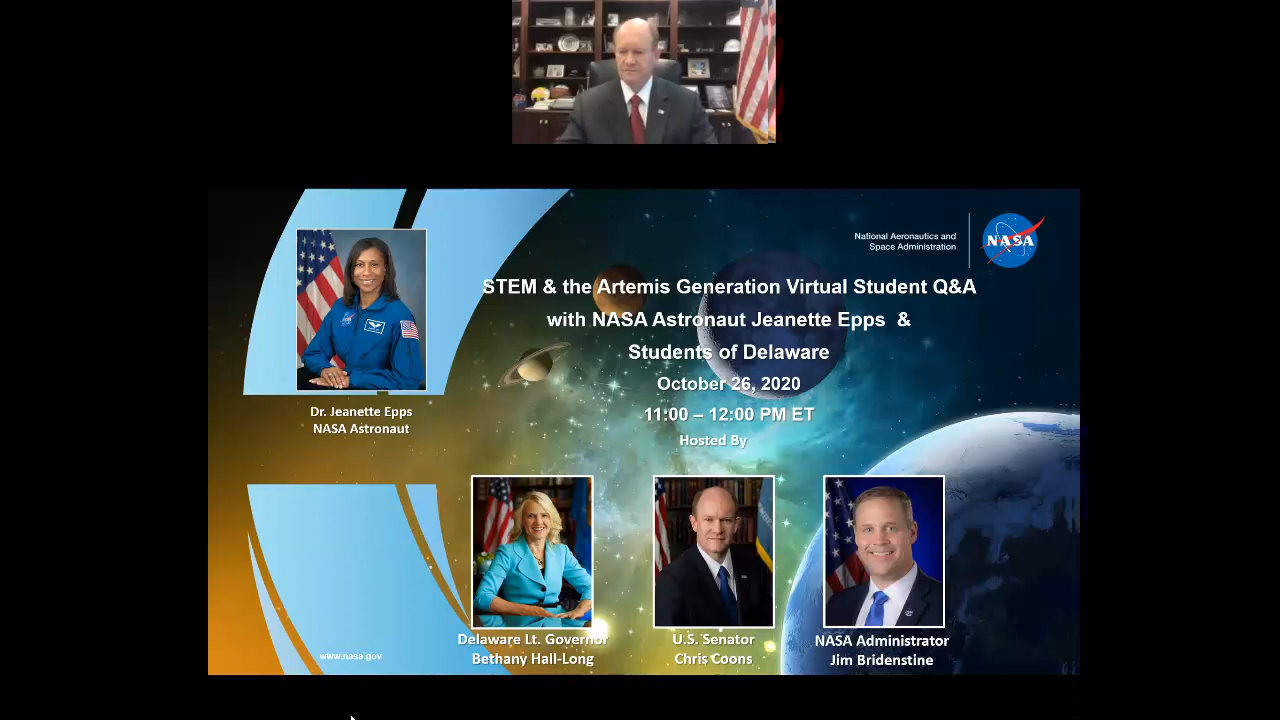 National Aeronautics and
Space Administration
NASA
STEM & the Artemis Generation Virtual Student Q&A
with NASA Astronaut Jeanette Epps &
Students of Delaware
October 26, 2020
11:00 – 12:00 PM ET
Hosted By
Dr. Jeanette Epps
NASA Astronaut
Delaware Lt. Governor
Bethany Hall-Long
U.S. Senator
Chris Coons
NASA Administrator
Jim Bridenstine
www.nasa.gov